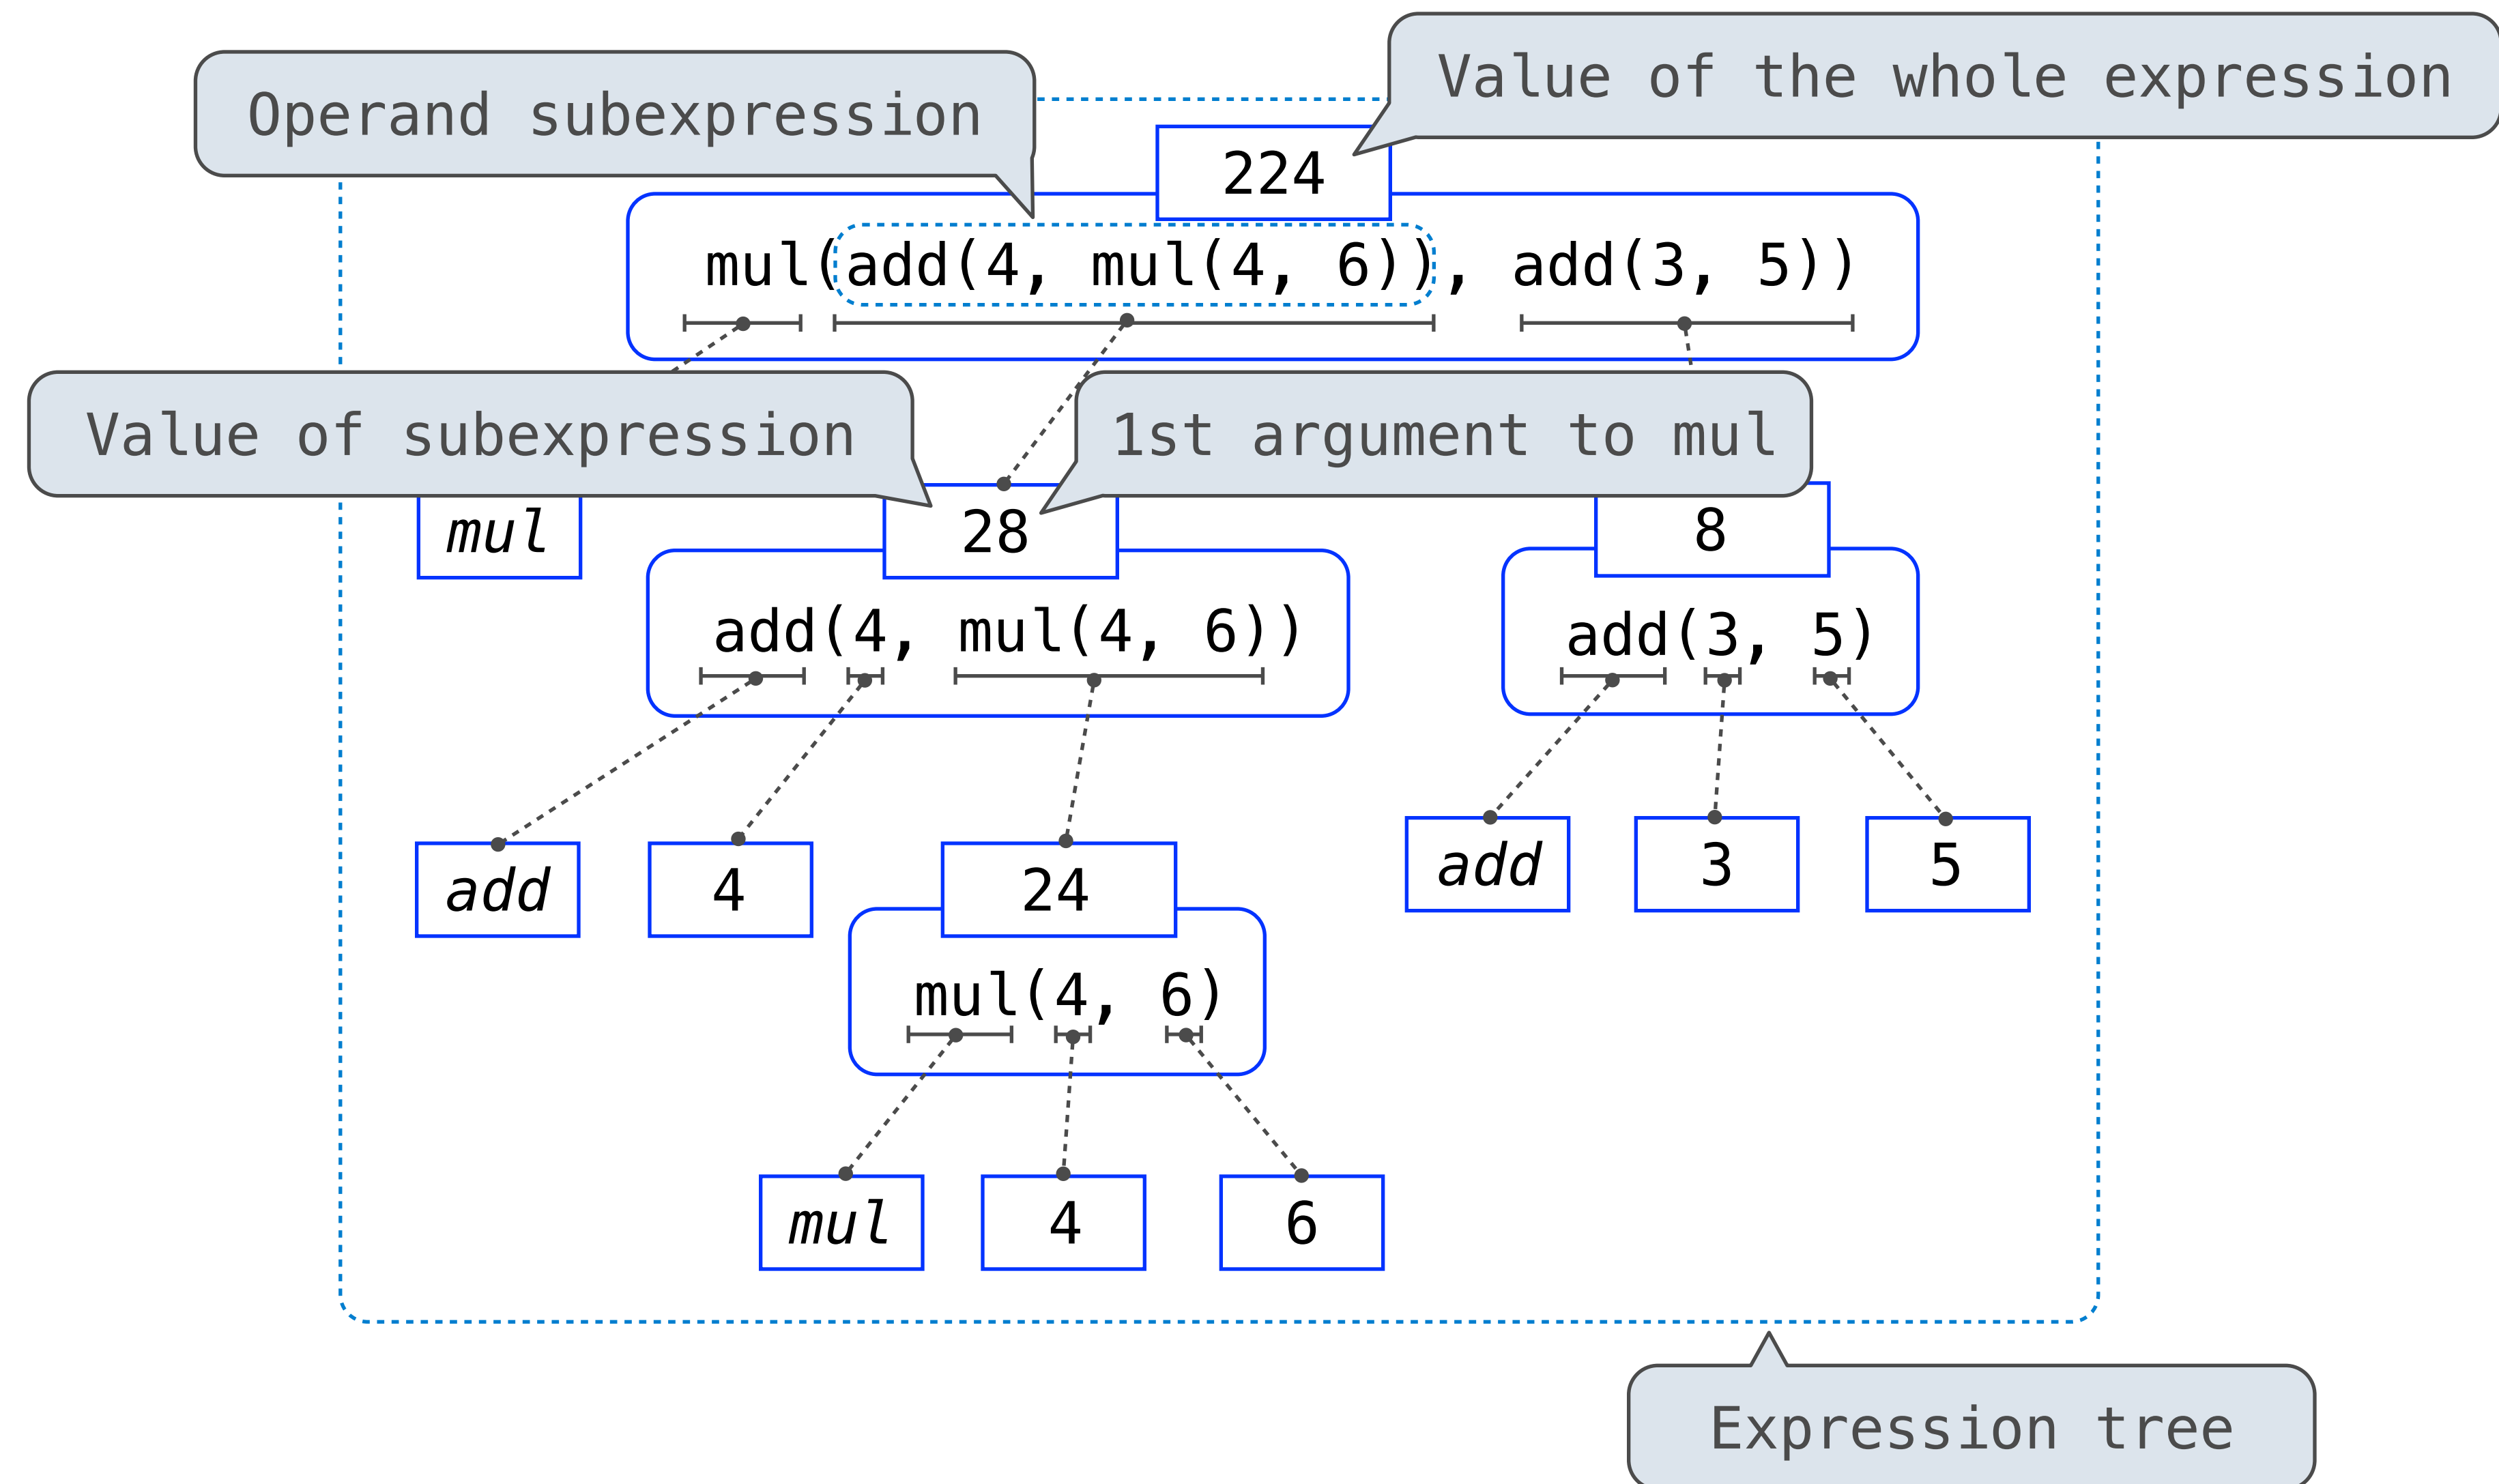 Value of the whole expression
Operand subexpression
224
mul(add(4, mul(4, 6)), add(3, 5))
Value of subexpression
1st argument to mul
mul
28
8
add(4, mul(4, 6))
add(3, 5)
add
4
24
add
3
5
mul(4, 6)
mul
4
6
Expression tree